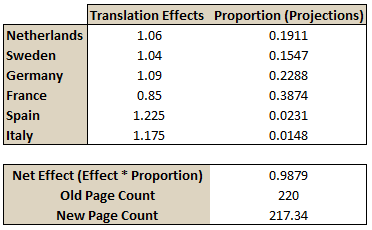 Translation Effects Proportion (Projections)
Netherlands 1.06 0.1911
Sweden 1.04 0.1547
Germany 1.09 0.2288
France 0.85 0.3874
Spain 1.225 0.0231
Italy 1.175 0.0148
Net Effect (Effect * Proportion) 0.9879
Old Page Count 220
New Page Count 217.34